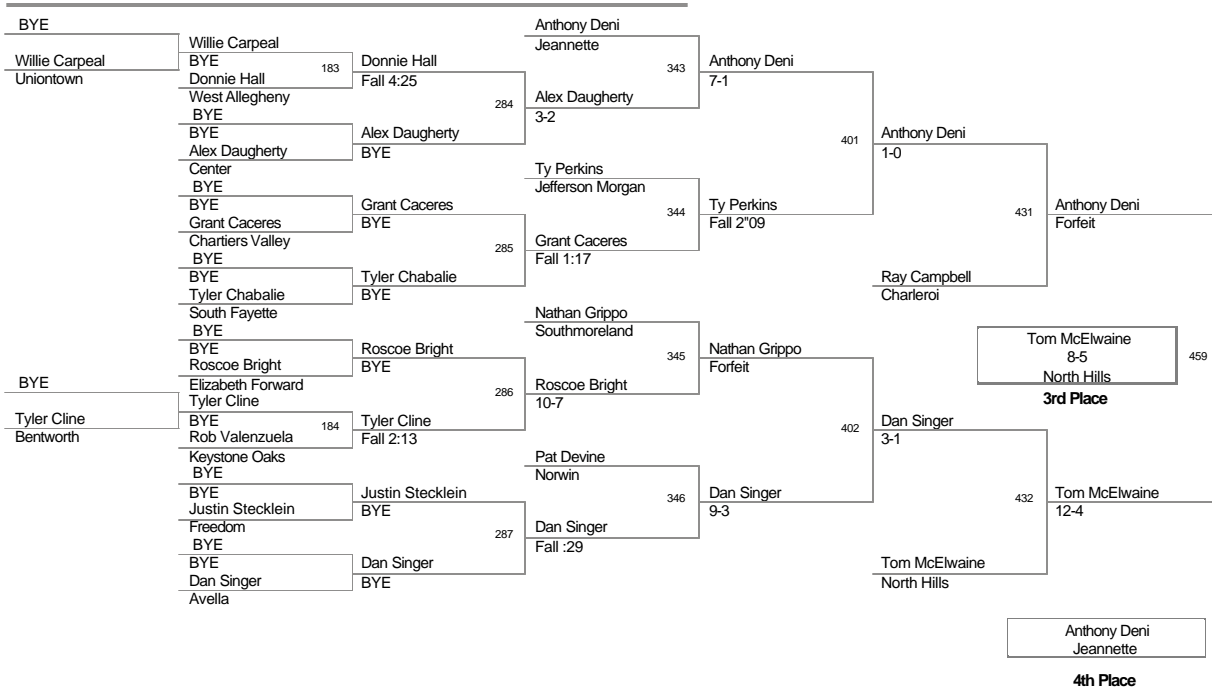 BYE
Willie Carpeal
Uniontown
BYE
Tyler Cline
Bentworth
Willie Carpeal
BYE
183
Donnie Hall
West Allegheny
BYE
BYE
Alex Daugherty
Center
BYE
BYE
Grant Caceres
Chartiers Valley
BYE
BYE
Tyler Chabalie
South Fayette
BYE
BYE
Roscoe Bright
Elizabeth Forward
Tyler Cline
BYE
184
Rob Valenzuela
Keystone Oaks
BYE
BYE
Justin Stecklein
Freedom
BYE
BYE
Dan Singer
Avella
Donnie Hall
Fall 4:25
284
Alex Daugherty
BYE
Grant Caceres
BYE
285
Tyler Chabalie
BYE
Roscoe Bright
BYE
286
Tyler Cline
Fall 2:13
Justin Stecklein
BYE
287
Dan Singer
BYE
Anthony Deni
Jeannette
343
Alex Daugherty
3-2
Ty Perkins
Jefferson Morgan
344
Grant Caceres
Fall 1:17
Nathan Grippo
Southmoreland
345
Roscoe Bright
10-7
Pat Devine
Norwin
346
Dan Singer
Fall :29
Anthony Deni
7-1
401
Ty Perkins
Fall 2"09
Nathan Grippo
Forfeit
402
Dan Singer
9-3
Anthony Deni
1-0
431
Ray Campbell
Charleroi
Dan Singer
3-1
432
Tom McElwaine
North Hills
Anthony Deni
Forfeit
Tom McElwaine
8-5
North Hills
459
3rd Place
Tom McElwaine
12-4
Anthony Deni
Jeannette
4th Place